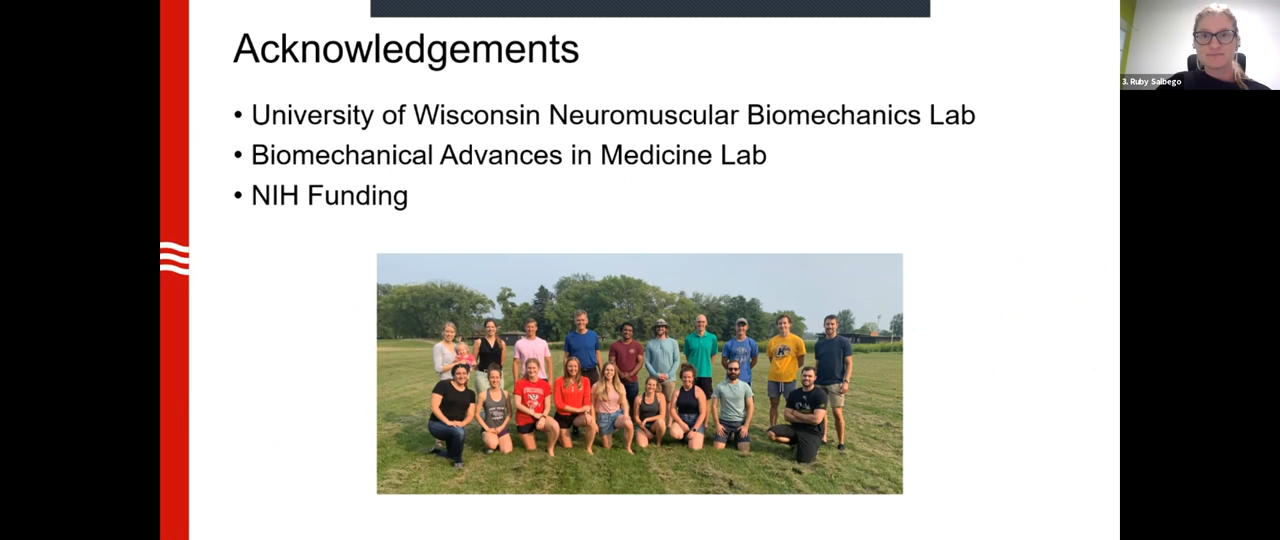 Acknowledgements
• University of Wisconsin Neuromuscular Biomechanics Lab
• Biomechanical Advances in Medicine Lab
• NIH Funding
3. Ruby Salbego